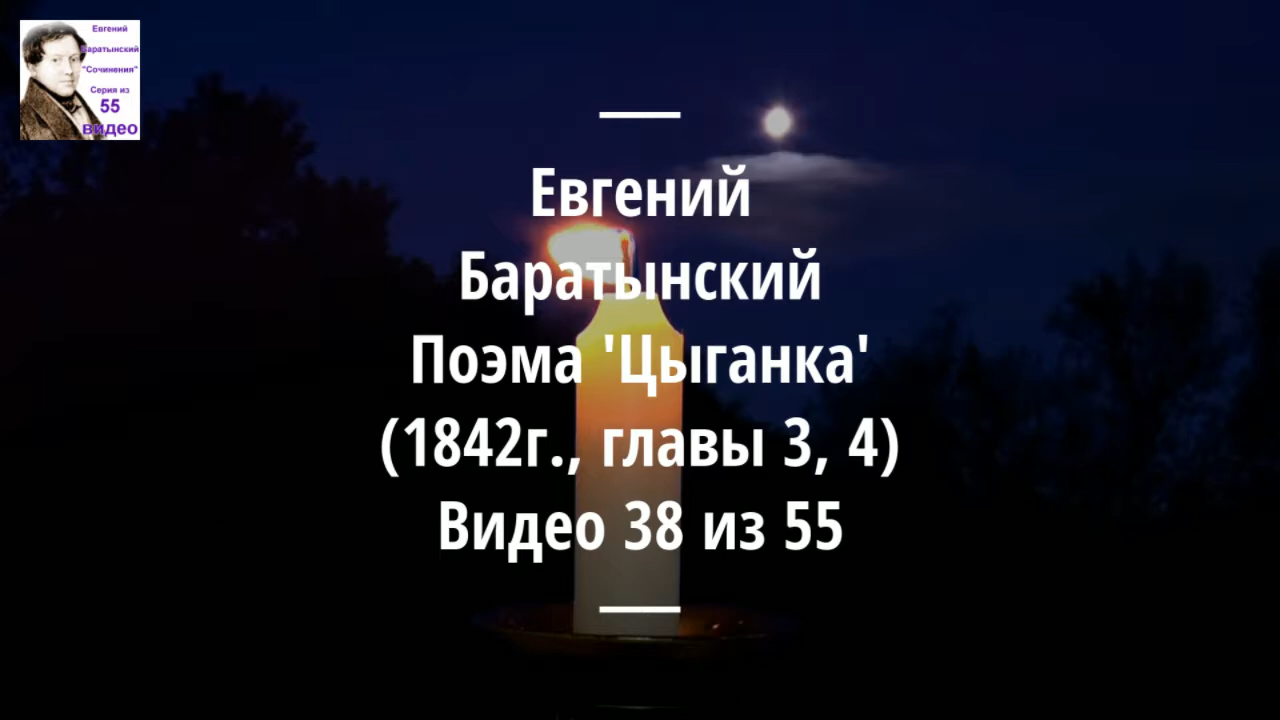 Евгений
Баратынский
"Сочинения"
Серия из
55
видео
Евгений
Баратынский
Поэма 'Цыганка'
(1842г., главы 3, 4)
Видео 38 из 55